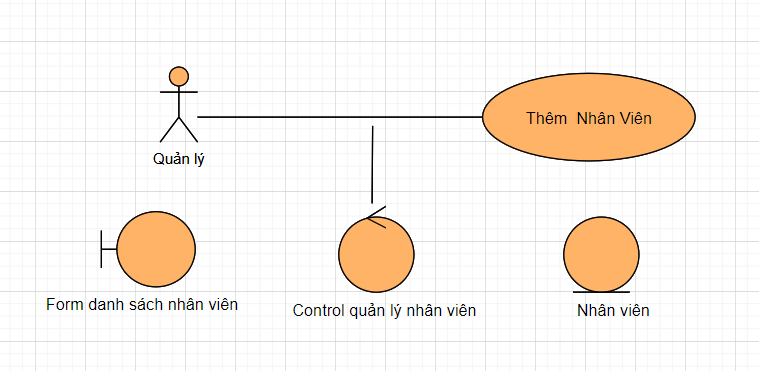 Thêm Nhân Viên
Quản lý
Form danh sách nhân viên
Control quản lý nhân viên
Nhân viên